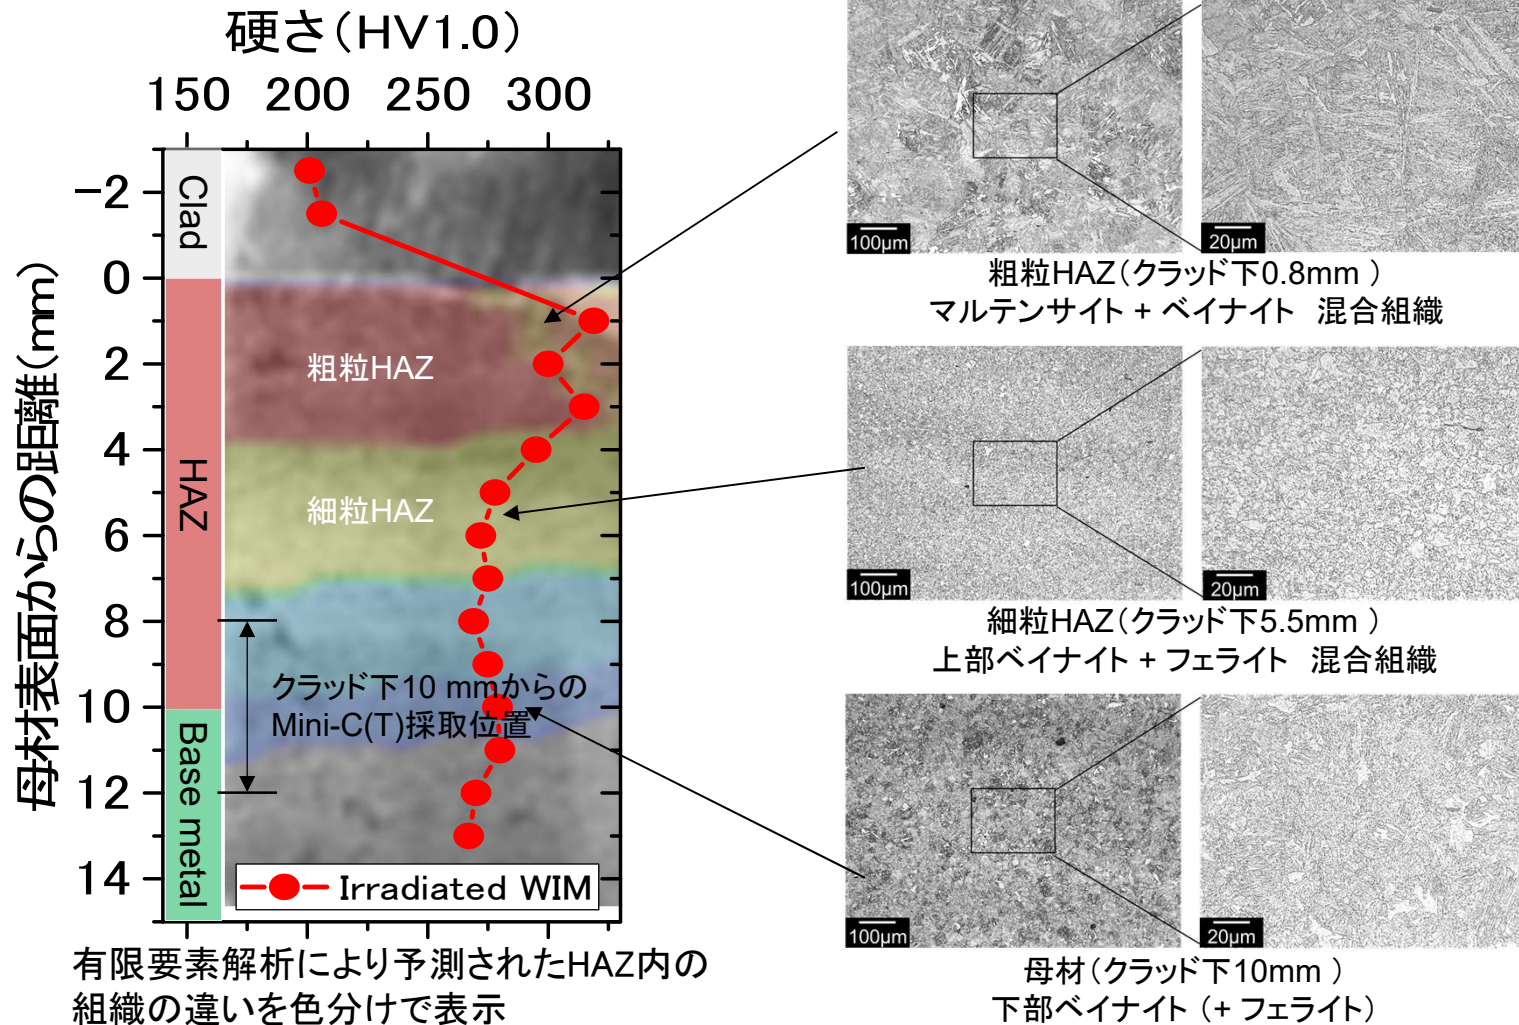 硬さ（HV1.0）
150 200 250 300
母材表面からの距離（mm）
−2
0
2
4
6
8
10
12
14
Clad
HAZ
Base metal
粗粒HAZ
細粒HAZ
クラッド下10 mmからの
Mini-C(T)採取位置
Irradiated WIM
有限要素解析により予測されたHAZ内の
組織の違いを色分けで表示
100μm
20μm
粗粒HAZ（クラッド下0.8mm ）
マルテンサイト + ベイナイト 混合組織
100μm
20μm
細粒HAZ（クラッド下5.5mm ）
上部ベイナイト + フェライト 混合組織
100μm
20μm
母材（クラッド下10mm ）
下部ベイナイト （+ フェライト）